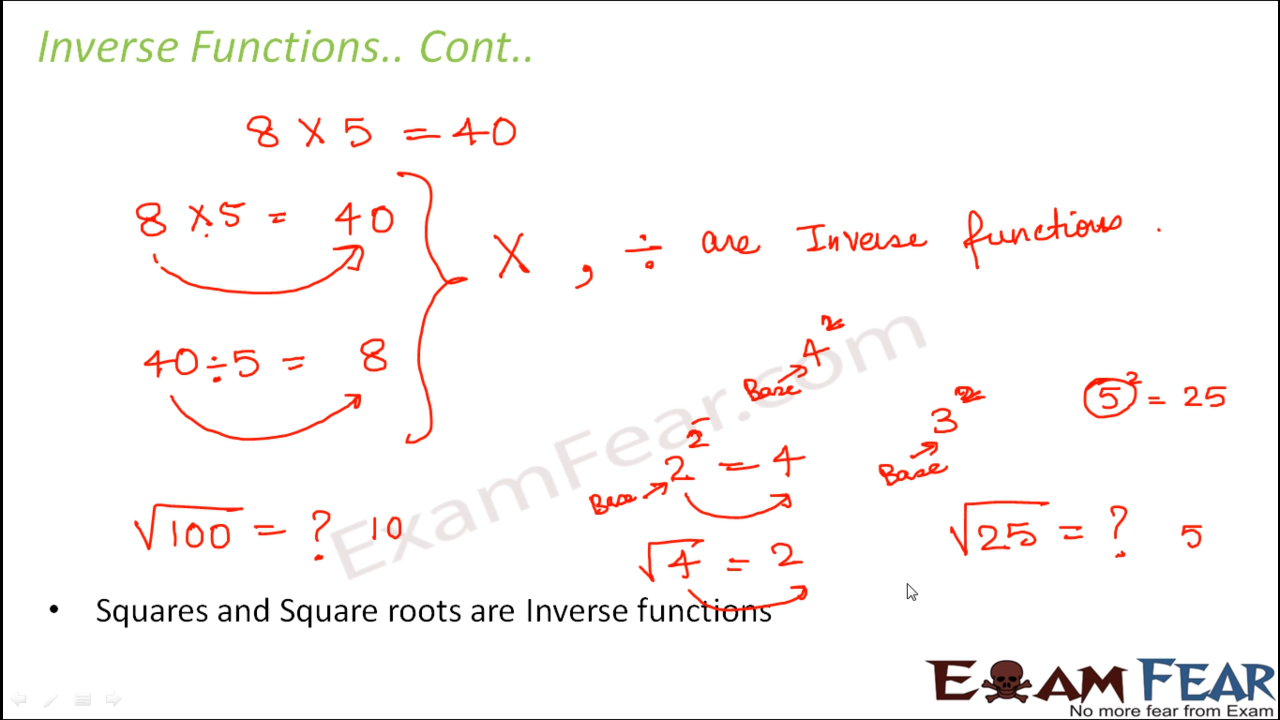 Inverse Functions.. Cont..
8 × 5 = 40
8 × 5 = 40
×, ÷ are Inverse functions.
40 ÷ 5 = 8
4²
Base
5² = 25
3²
Base
2² = 4
Base
√100 = ? 10
√4 = 2
√25 = ? 5
• Squares and Square roots are Inverse functions
ExamFear.com
EXAM FEAR
No more fear from Exam